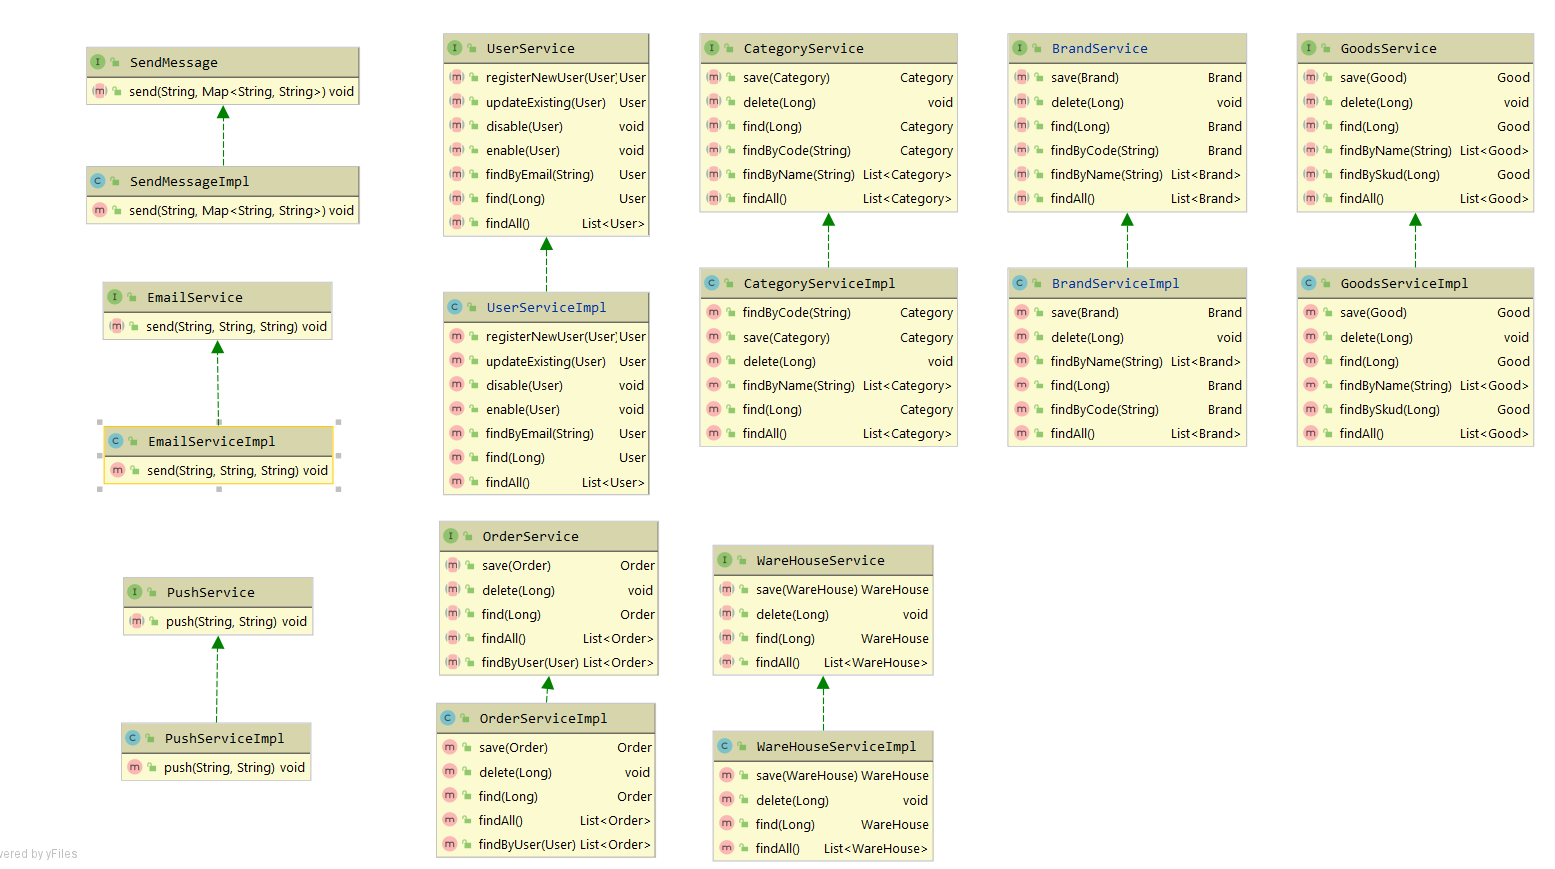 SendMessage
send(String, Map<String, String>) void
SendMessageImpl
send(String, Map<String, String>) void
EmailService
send(String, String, String) void
EmailServiceImpl
send(String, String, String) void
PushService
push(String, String) void
PushServiceImpl
push(String, String) void
UserService
registerNewUser(User) User
updateExisting(User) User
disable(User) void
enable(User) void
findByEmail(String) User
find(Long) User
findAll() List<User>
UserServiceImpl
registerNewUser(User) User
updateExisting(User) User
disable(User) void
enable(User) void
findByEmail(String) User
find(Long) User
findAll() List<User>
OrderService
save(Order) Order
delete(Long) void
find(Long) Order
findAll() List<Order>
findByUser(User) List<Order>
OrderServiceImpl
save(Order) Order
delete(Long) void
find(Long) Order
findAll() List<Order>
findByUser(User) List<Order>
CategoryService
save(Category) Category
delete(Long) void
find(Long) Category
findByCode(String) Category
findByName(String) List<Category>
findAll() List<Category>
CategoryServiceImpl
findByCode(String) Category
save(Category) Category
delete(Long) void
findByName(String) List<Category>
find(Long) Category
findAll() List<Category>
WareHouseService
save(WareHouse) WareHouse
delete(Long) void
find(Long) WareHouse
findAll() List<WareHouse>
WareHouseServiceImpl
save(WareHouse) WareHouse
delete(Long) void
find(Long) WareHouse
findAll() List<WareHouse>
BrandService
save(Brand) Brand
delete(Long) void
find(Long) Brand
findByCode(String) Brand
findByName(String) List<Brand>
findAll() List<Brand>
BrandServiceImpl
save(Brand) Brand
delete(Long) void
findByName(String) List<Brand>
find(Long) Brand
findByCode(String) Brand
findAll() List<Brand>
GoodsService
save(Good) Good
delete(Long) void
find(Long) Good
findByName(String) List<Good>
findBySkud(Long) Good
findAll() List<Good>
GoodsServiceImpl
save(Good) Good
delete(Long) void
find(Long) Good
findByName(String) List<Good>
findBySkud(Long) Good
findAll() List<Good>
wered by yFiles